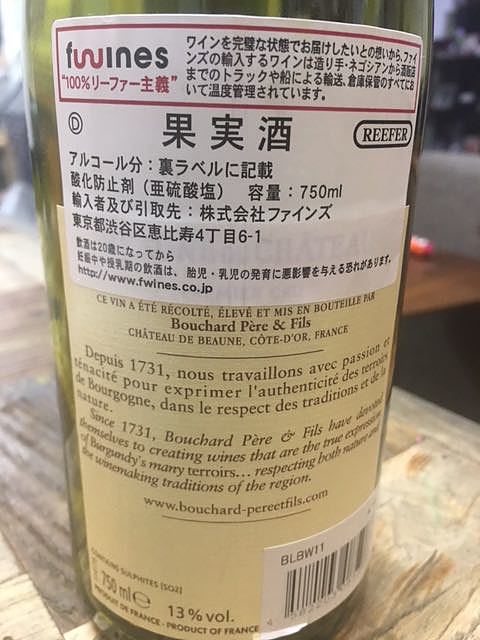 fwines
"100%リーファー主義"
ワインを完璧な状態でお届けしたいとの想いから、ファイ
ンズの輸入するワインは造り手・ネゴシアンから酒販店
までのトラックや船による輸送、倉庫保管のすべてにお
いて温度管理されています。
Ⓓ
果実酒
REEFER
アルコール分：裏ラベルに記載
酸化防止剤（亜硫酸塩） 容量：750ml
輸入者及び引取先：株式会社ファインズ
東京都渋谷区恵比寿4丁目6-1
飲酒は20歳になってから
妊娠中や授乳期の飲酒は、胎児・乳児の発育に悪影響を与える恐れがあります。
http://www.fwines.co.jp
CE VIN A ÉTÉ RÉCOLTÉ, ÉLEVÉ ET MIS EN BOUTEILLE PAR
Bouchard Père & Fils
CHÂTEAU DE BEAUNE, CÔTE-D'OR, FRANCE
Depuis 1731, nous travaillons avec passion et
ténacité pour exprimer l'authenticité des terroirs
de Bourgogne, dans le respect des traditions et de la
nature.
Since 1731, Bouchard Père & Fils have devoted
themselves to creating wines that are the true expression
of Burgundy's many terroirs... respecting both nature and
the winemaking traditions of the region.
www.bouchard-pereetfils.com
BLBW11
CONTAINS SULPHITES [SO2]
750 ml e
13% vol.
PRODUIT DE FRANCE - PRODUCT OF FRANCE